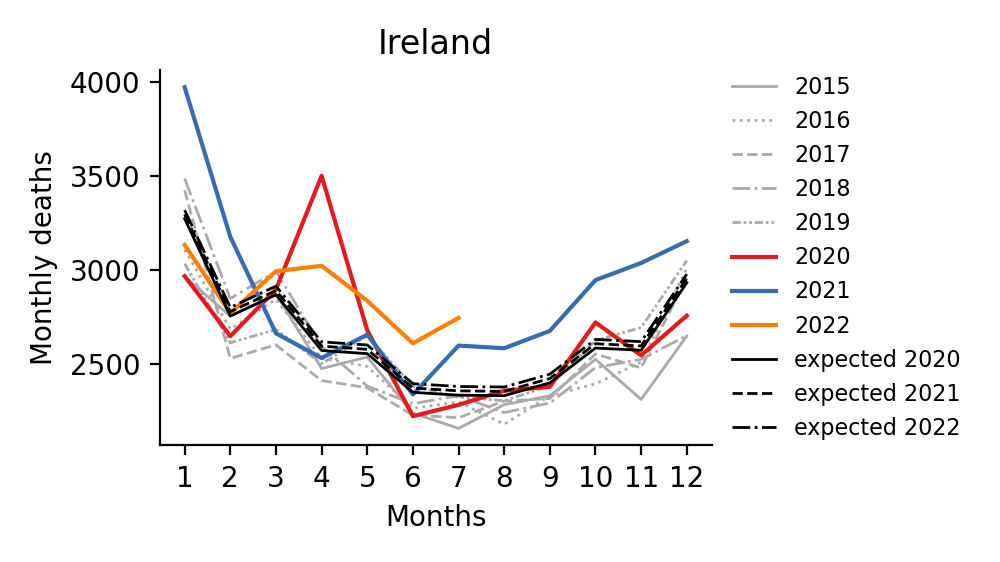 Ireland
4000
3500
3000
2500
Monthly deaths
1 2 3 4 5 6 7 8 9 10 11 12
Months
2015
2016
2017
2018
2019
2020
2021
2022
expected 2020
expected 2021
expected 2022